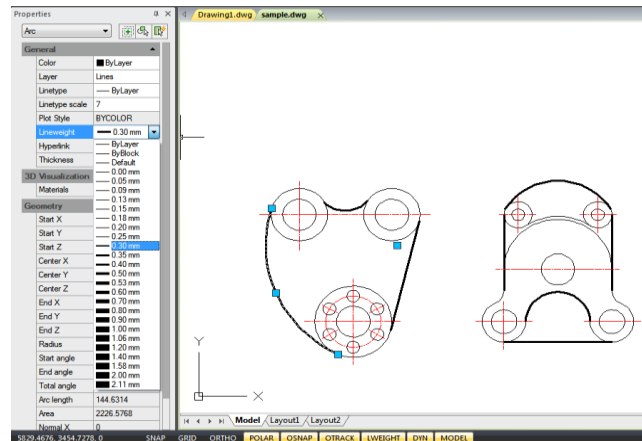 Properties
Drawing1.dwg sample.dwg
Arc
General
Color ByLayer
Layer Lines
Linetype ByLayer
Linetype scale 7
Plot Style BYCOLOR
Lineweight 0.30 mm
Hyperlink
Thickness
3D Visualization
Materials
Geometry
Start X
Start Y
Start Z
Center X
Center Y
Center Z
End X
End Y
End Z
Radius
Start angle
End angle
Total angle
ByLayer
ByBlock
Default
0.00 mm
0.05 mm
0.09 mm
0.13 mm
0.15 mm
0.18 mm
0.20 mm
0.25 mm
0.30 mm
0.35 mm
0.40 mm
0.50 mm
0.53 mm
0.60 mm
0.70 mm
0.80 mm
0.90 mm
1.00 mm
1.06 mm
1.20 mm
1.40 mm
1.58 mm
2.00 mm
2.11 mm
Arc length 144.6314
Area 2226.5768
Normal X 0
Y
X
Model Layout1 Layout2
5829.4676, 3454.7278, 0 SNAP GRID ORTHO POLAR OSNAP OTRACK LWEIGHT DYN MODEL